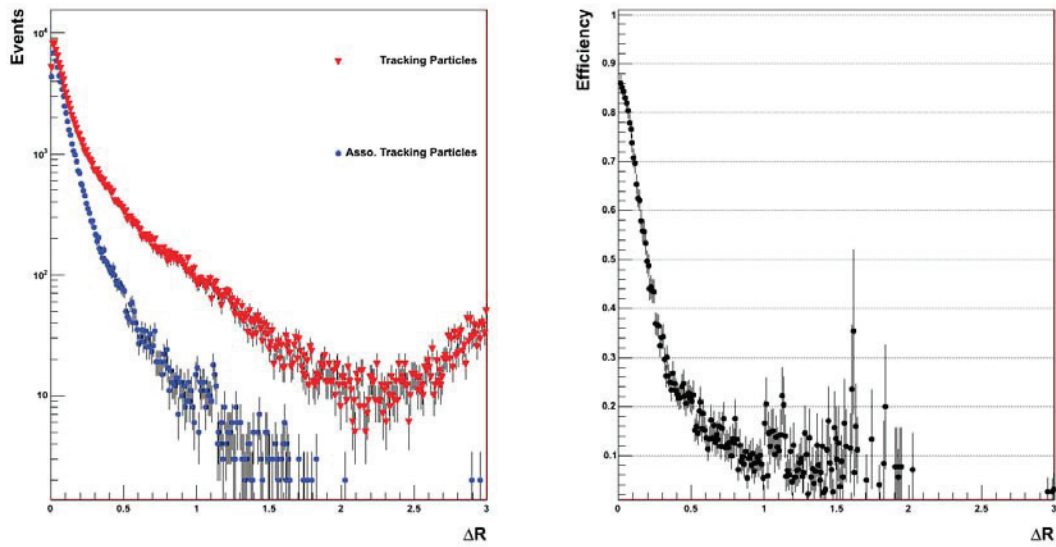 Events
10⁴
10³
10²
10
Tracking Particles
Asso. Tracking Particles
0 0.5 1 1.5 2 2.5 3
ΔR
Efficiency
1
0.9
0.8
0.7
0.6
0.5
0.4
0.3
0.2
0.1
0 0.5 1 1.5 2 2.5 3
ΔR